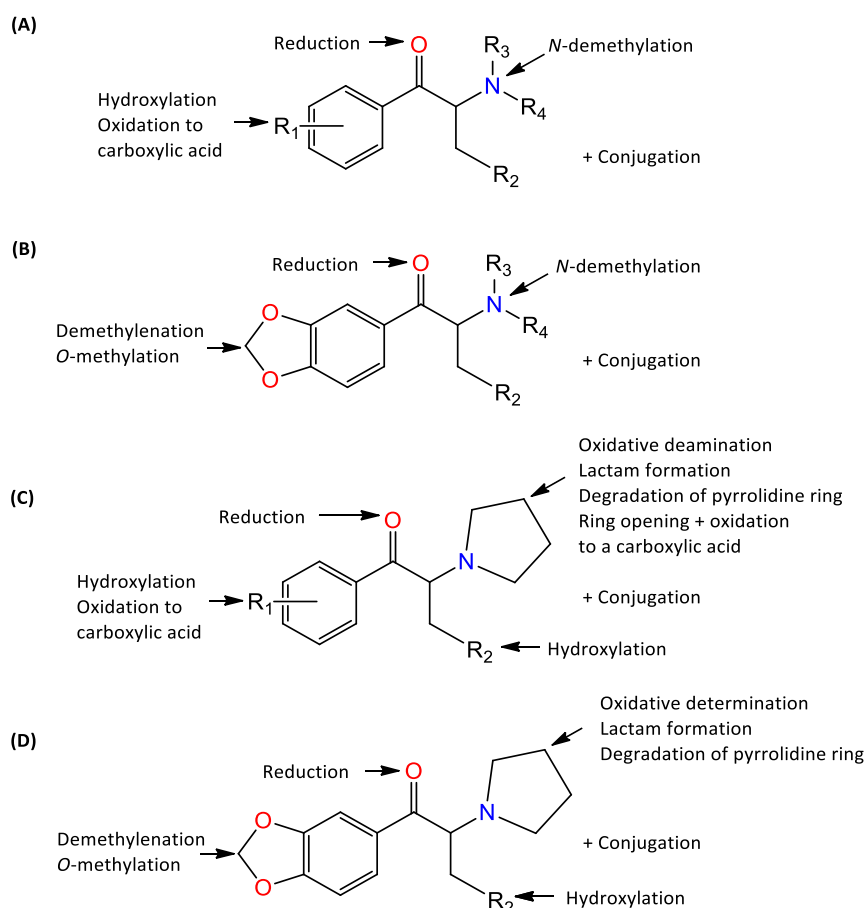 (A)
Reduction
O
R3
N-demethylation
N
R4
Hydroxylation
Oxidation to
carboxylic acid
R1
R2
+ Conjugation
(B)
Reduction
O
R3
N-demethylation
N
R4
O
Demethylenation
O-methylation
O
R2
+ Conjugation
Oxidative deamination
Lactam formation
Degradation of pyrrolidine ring
Ring opening + oxidation
to a carboxylic acid
(C)
Reduction
O
N
Hydroxylation
Oxidation to
carboxylic acid
R1
+ Conjugation
R2
Hydroxylation
Oxidative determination
Lactam formation
Degradation of pyrrolidine ring
(D)
Reduction
O
N
O
Demethylenation
O-methylation
O
+ Conjugation
R2
Hydroxylation